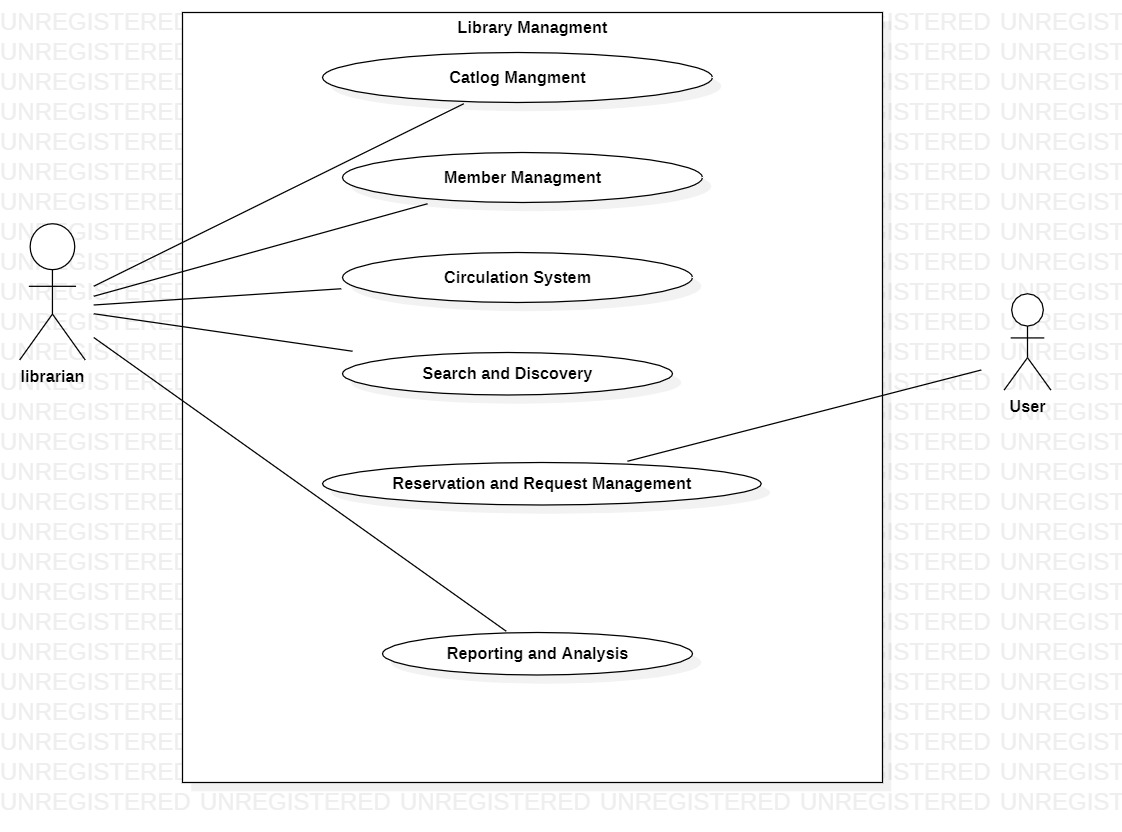 Library Managment
Catlog Mangment
Member Managment
Circulation System
Search and Discovery
Reservation and Request Management
Reporting and Analysis
librarian
User
UNREGISTERED UNREGISTERED UNREGISTERED UNREGISTERED UNREGISTERED UNREGIST